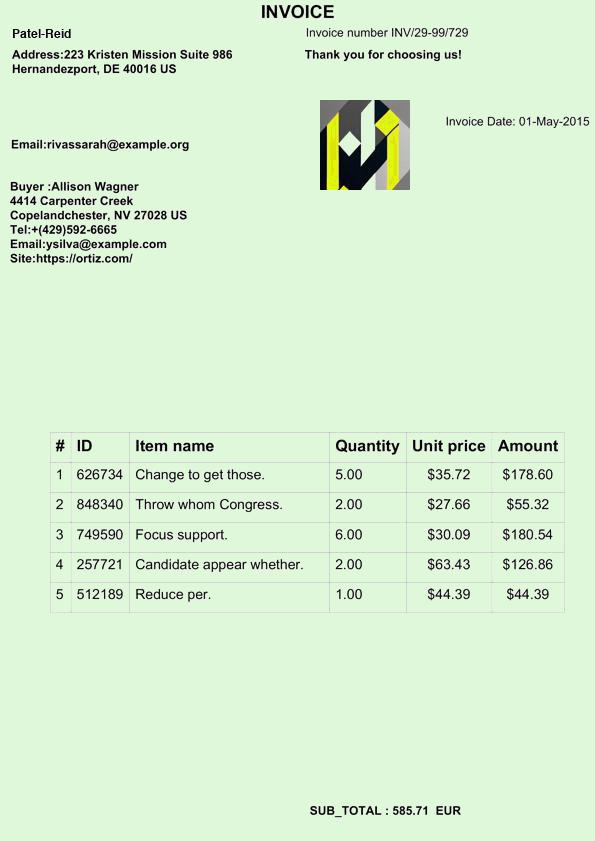 INVOICE
Patel-Reid
Invoice number INV/29-99/729
Address:223 Kristen Mission Suite 986
Hernandezport, DE 40016 US
Thank you for choosing us!
Invoice Date: 01-May-2015
Email:rivassarah@example.org
Buyer :Allison Wagner
4414 Carpenter Creek
Copelandchester, NV 27028 US
Tel:+(429)592-6665
Email:ysilva@example.com
Site:https://ortiz.com/
# ID Item name Quantity Unit price Amount
1 626734 Change to get those. 5.00 $35.72 $178.60
2 848340 Throw whom Congress. 2.00 $27.66 $55.32
3 749590 Focus support. 6.00 $30.09 $180.54
4 257721 Candidate appear whether. 2.00 $63.43 $126.86
5 512189 Reduce per. 1.00 $44.39 $44.39
SUB_TOTAL : 585.71 EUR